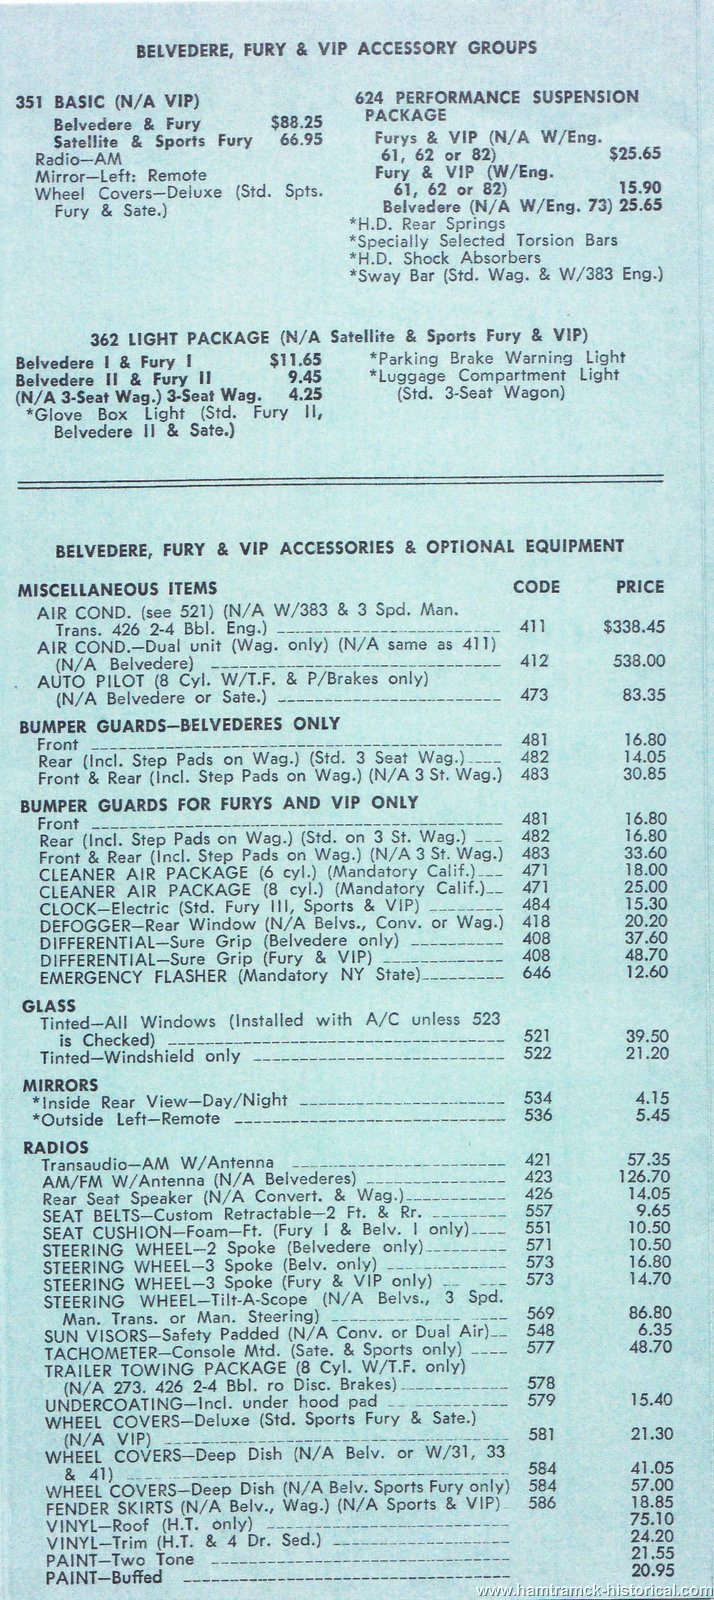 BELVEDERE, FURY & VIP ACCESSORY GROUPS
351 BASIC (N/A VIP)
Belvedere & Fury $88.25
Satellite & Sports Fury 66.95
Radio—AM
Mirror—Left: Remote
Wheel Covers—Deluxe (Std. Spts.
Fury & Sate.)
624 PERFORMANCE SUSPENSION
PACKAGE
Furys & VIP (N/A W/Eng.
61, 62 or 82) $25.65
Fury & VIP (W/Eng.
61, 62 or 82) 15.90
Belvedere (N/A W/Eng. 73) 25.65
*H.D. Rear Springs
*Specially Selected Torsion Bars
*H.D. Shock Absorbers
*Sway Bar (Std. Wag. & W/383 Eng.)
362 LIGHT PACKAGE (N/A Satellite & Sports Fury & VIP)
Belvedere I & Fury I $11.65
Belvedere II & Fury II 9.45
(N/A 3-Seat Wag.) 3-Seat Wag. 4.25
*Glove Box Light (Std. Fury II,
Belvedere II & Sate.)
*Parking Brake Warning Light
*Luggage Compartment Light
(Std. 3-Seat Wagon)
BELVEDERE, FURY & VIP ACCESSORIES & OPTIONAL EQUIPMENT
MISCELLANEOUS ITEMS CODE PRICE
AIR COND. (see 521) (N/A W/383 & 3 Spd. Man.
Trans. 426 2-4 Bbl. Eng.) 411 $338.45
AIR COND.—Dual unit (Wag. only) (N/A same as 411)
(N/A Belvedere) 412 538.00
AUTO PILOT (8 Cyl. W/T.F. & P/Brakes only)
(N/A Belvedere or Sate.) 473 83.35
BUMPER GUARDS—BELVEDERES ONLY
Front 481 16.80
Rear (Incl. Step Pads on Wag.) (Std. 3 Seat Wag.) 482 14.05
Front & Rear (Incl. Step Pads on Wag.) (N/A 3 St. Wag.) 483 30.85
BUMPER GUARDS FOR FURYS AND VIP ONLY
Front 481 16.80
Rear (Incl. Step Pads on Wag.) (Std. on 3 St. Wag.) 482 16.80
Front & Rear (Incl. Step Pads on Wag.) (N/A 3 St. Wag.) 483 33.60
CLEANER AIR PACKAGE (6 cyl.) (Mandatory Calif.) 471 18.00
CLEANER AIR PACKAGE (8 cyl.) (Mandatory Calif.) 471 25.00
CLOCK—Electric (Std. Fury III, Sports & VIP) 484 15.30
DEFOGGER—Rear Window (N/A Belvs., Conv. or Wag.) 418 20.20
DIFFERENTIAL—Sure Grip (Belvedere only) 408 37.60
DIFFERENTIAL—Sure Grip (Fury & VIP) 408 48.70
EMERGENCY FLASHER (Mandatory NY State) 646 12.60
GLASS
Tinted—All Windows (Installed with A/C unless 523
is Checked) 521 39.50
Tinted—Windshield only 522 21.20
MIRRORS
*Inside Rear View—Day/Night 534 4.15
*Outside Left—Remote 536 5.45
RADIOS
Transaudio—AM W/Antenna 421 57.35
AM/FM W/Antenna (N/A Belvederes) 423 126.70
Rear Seat Speaker (N/A Convert. & Wag.) 426 14.05
SEAT BELTS—Custom Retractable—2 Ft. & Rr. 557 9.65
SEAT CUSHION—Foam—Ft. (Fury I & Belv. I only) 551 10.50
STEERING WHEEL—2 Spoke (Belvedere only) 571 10.50
STEERING WHEEL—3 Spoke (Belv. only) 573 16.80
STEERING WHEEL—3 Spoke (Fury & VIP only) 573 14.70
STEERING WHEEL—Tilt-A-Scope (N/A Belvs., 3 Spd.
Man. Trans. or Man. Steering) 569 86.80
SUN VISORS—Safety Padded (N/A Conv. or Dual Air) 548 6.35
TACHOMETER—Console Mtd. (Sate. & Sports only) 577 48.70
TRAILER TOWING PACKAGE (8 Cyl. W/T.F. only)
(N/A 273. 426 2-4 Bbl. ro Disc. Brakes) 578
UNDERCOATING—Incl. under hood pad 579 15.40
WHEEL COVERS—Deluxe (Std. Sports Fury & Sate.)
(N/A VIP) 581 21.30
WHEEL COVERS—Deep Dish (N/A Belv. or W/31, 33
& 41) 584 41.05
WHEEL COVERS—Deep Dish (N/A Belv. Sports Fury only) 584 57.00
FENDER SKIRTS (N/A Belv., Wag.) (N/A Sports & VIP) 586 18.85
VINYL—Roof (H.T. only) 75.10
VINYL—Trim (H.T. & 4 Dr. Sed.) 24.20
PAINT—Two Tone 21.55
PAINT—Buffed 20.95
www.hamtramck-historical.com